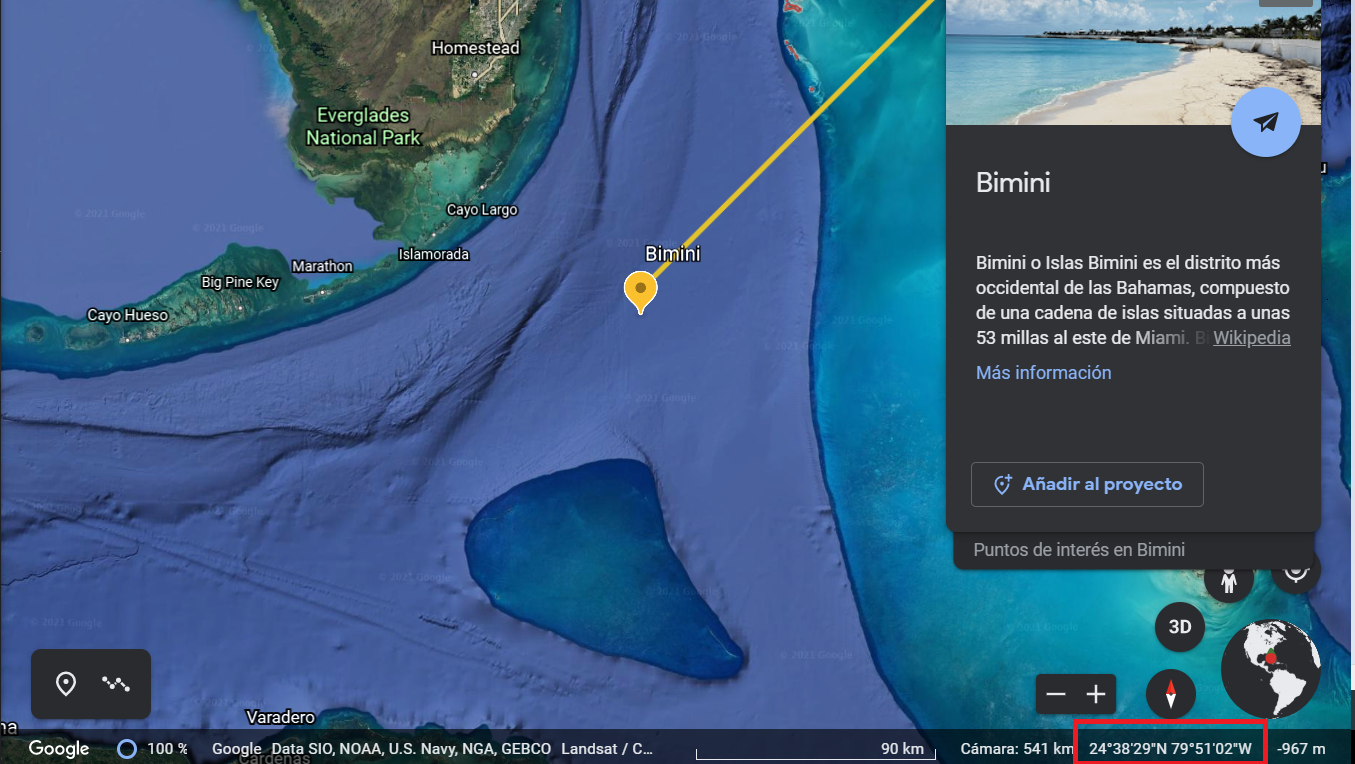 Homestead
Everglades
National Park
Cayo Largo
Islamorada
Marathon
Big Pine Key
Cayo Hueso
Bimini
© 2021 Google
Bimini
Bimini o Islas Bimini es el distrito más
occidental de las Bahamas, compuesto
de una cadena de islas situadas a unas
53 millas al este de Miami. B Wikipedia
Más información
Añadir al proyecto
Puntos de interés en Bimini
3D
Varadero
Cárdenas
na
Google 100 % Google Data SIO, NOAA, U.S. Navy, NGA, GEBCO Landsat / C... 90 km Cámara: 541 km 24°38'29"N 79°51'02"W -967 m